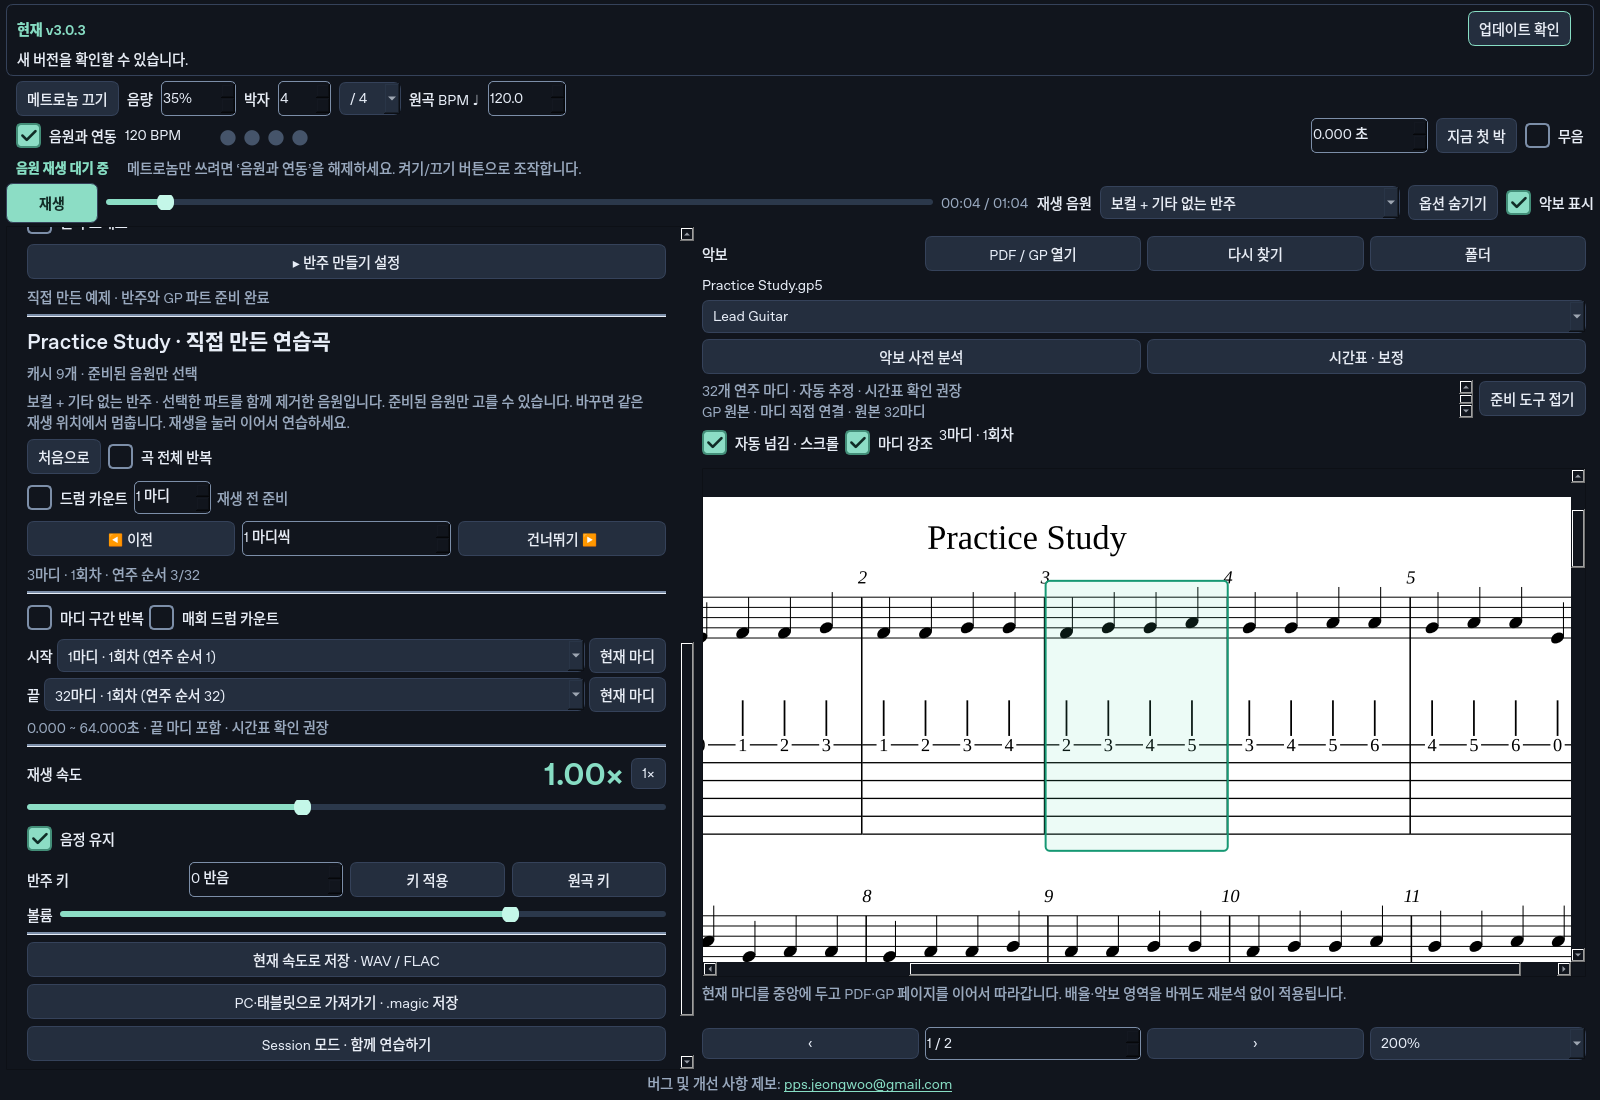 현재 v3.0.3
업데이트 확인
새 버전을 확인할 수 있습니다.
메트로놈 끄기 음량 35% 박자 4 / 4 원곡 BPM ♩ 120.0
음원과 연동 120 BPM 0.000 초 지금 첫 박 무음
음원 재생 대기 중 메트로놈만 쓰려면 ‘음원과 연동’을 해제하세요. 켜기/끄기 버튼으로 조작합니다.
재생 00:04 / 01:04 재생 음원 보컬 + 기타 없는 반주 옵션 숨기기 악보 표시
▸ 반주 만들기 설정
직접 만든 예제 · 반주와 GP 파트 준비 완료
Practice Study · 직접 만든 연습곡
캐시 9개 · 준비된 음원만 선택
보컬 + 기타 없는 반주 · 선택한 파트를 함께 제거한 음원입니다. 준비된 음원만 고를 수 있습니다. 바꾸면 같은
재생 위치에서 멈춥니다. 재생을 눌러 이어서 연습하세요.
처음으로 곡 전체 반복
드럼 카운트 1 마디 재생 전 준비
◀ 이전 1 마디씩 건너뛰기 ▶
3마디 · 1회차 · 연주 순서 3/32
마디 구간 반복 매회 드럼 카운트
시작 1마디 · 1회차 (연주 순서 1) 현재 마디
끝 32마디 · 1회차 (연주 순서 32) 현재 마디
0.000 ~ 64.000초 · 끝 마디 포함 · 시간표 확인 권장
재생 속도 1.00× 1×
음정 유지
반주 키 0 반음 키 적용 원곡 키
볼륨
현재 속도로 저장 · WAV / FLAC
PC·태블릿으로 가져가기 · .magic 저장
Session 모드 · 함께 연습하기
악보 PDF / GP 열기 다시 찾기 폴더
Practice Study.gp5
Lead Guitar
악보 사전 분석 시간표 · 보정
32개 연주 마디 · 자동 추정 · 시간표 확인 권장
GP 원본 · 마디 직접 연결 · 원본 32마디
준비 도구 접기
자동 넘김 · 스크롤 마디 강조 3마디 · 1회차
Practice Study
2 3 4 5
1 2 3 1 2 3 4 2 3 4 5 3 4 5 6 4 5 6 0
8 9 10 11
현재 마디를 중앙에 두고 PDF·GP 페이지를 이어서 따라갑니다. 배율·악보 영역을 바꿔도 재분석 없이 적용됩니다.
‹ 1 / 2 › 200%
버그 및 개선 사항 제보: pps.jeongwoo@gmail.com